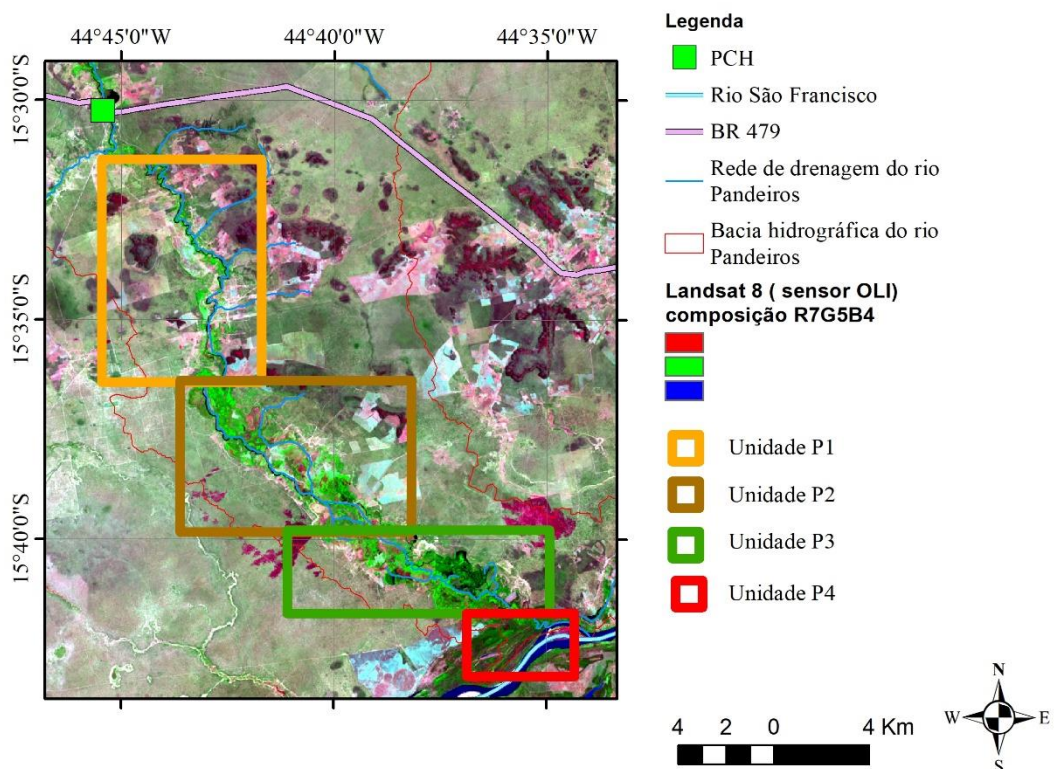 44°45'0"W
44°40'0"W
44°35'0"W
15°30'0"S
15°35'0"S
15°40'0"S
Legenda
PCH
Rio São Francisco
BR 479
Rede de drenagem do rio
Pandeiros
Bacia hidrográfica do rio
Pandeiros
Landsat 8 ( sensor OLI)
composição R7G5B4
Unidade P1
Unidade P2
Unidade P3
Unidade P4
4 2 0 4 Km
N
W E
S